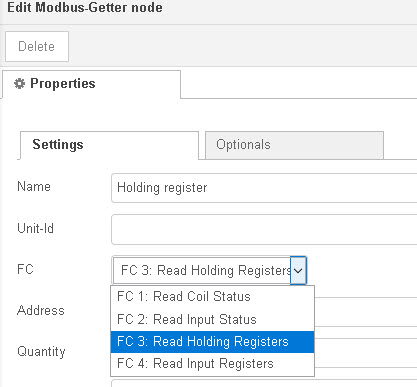 Edit Modbus-Getter node
Delete
Properties
Settings
Optionals
Name
Holding register
Unit-Id
FC
FC 3: Read Holding Registers
FC 1: Read Coil Status
FC 2: Read Input Status
FC 3: Read Holding Registers
FC 4: Read Input Registers
Address
Quantity